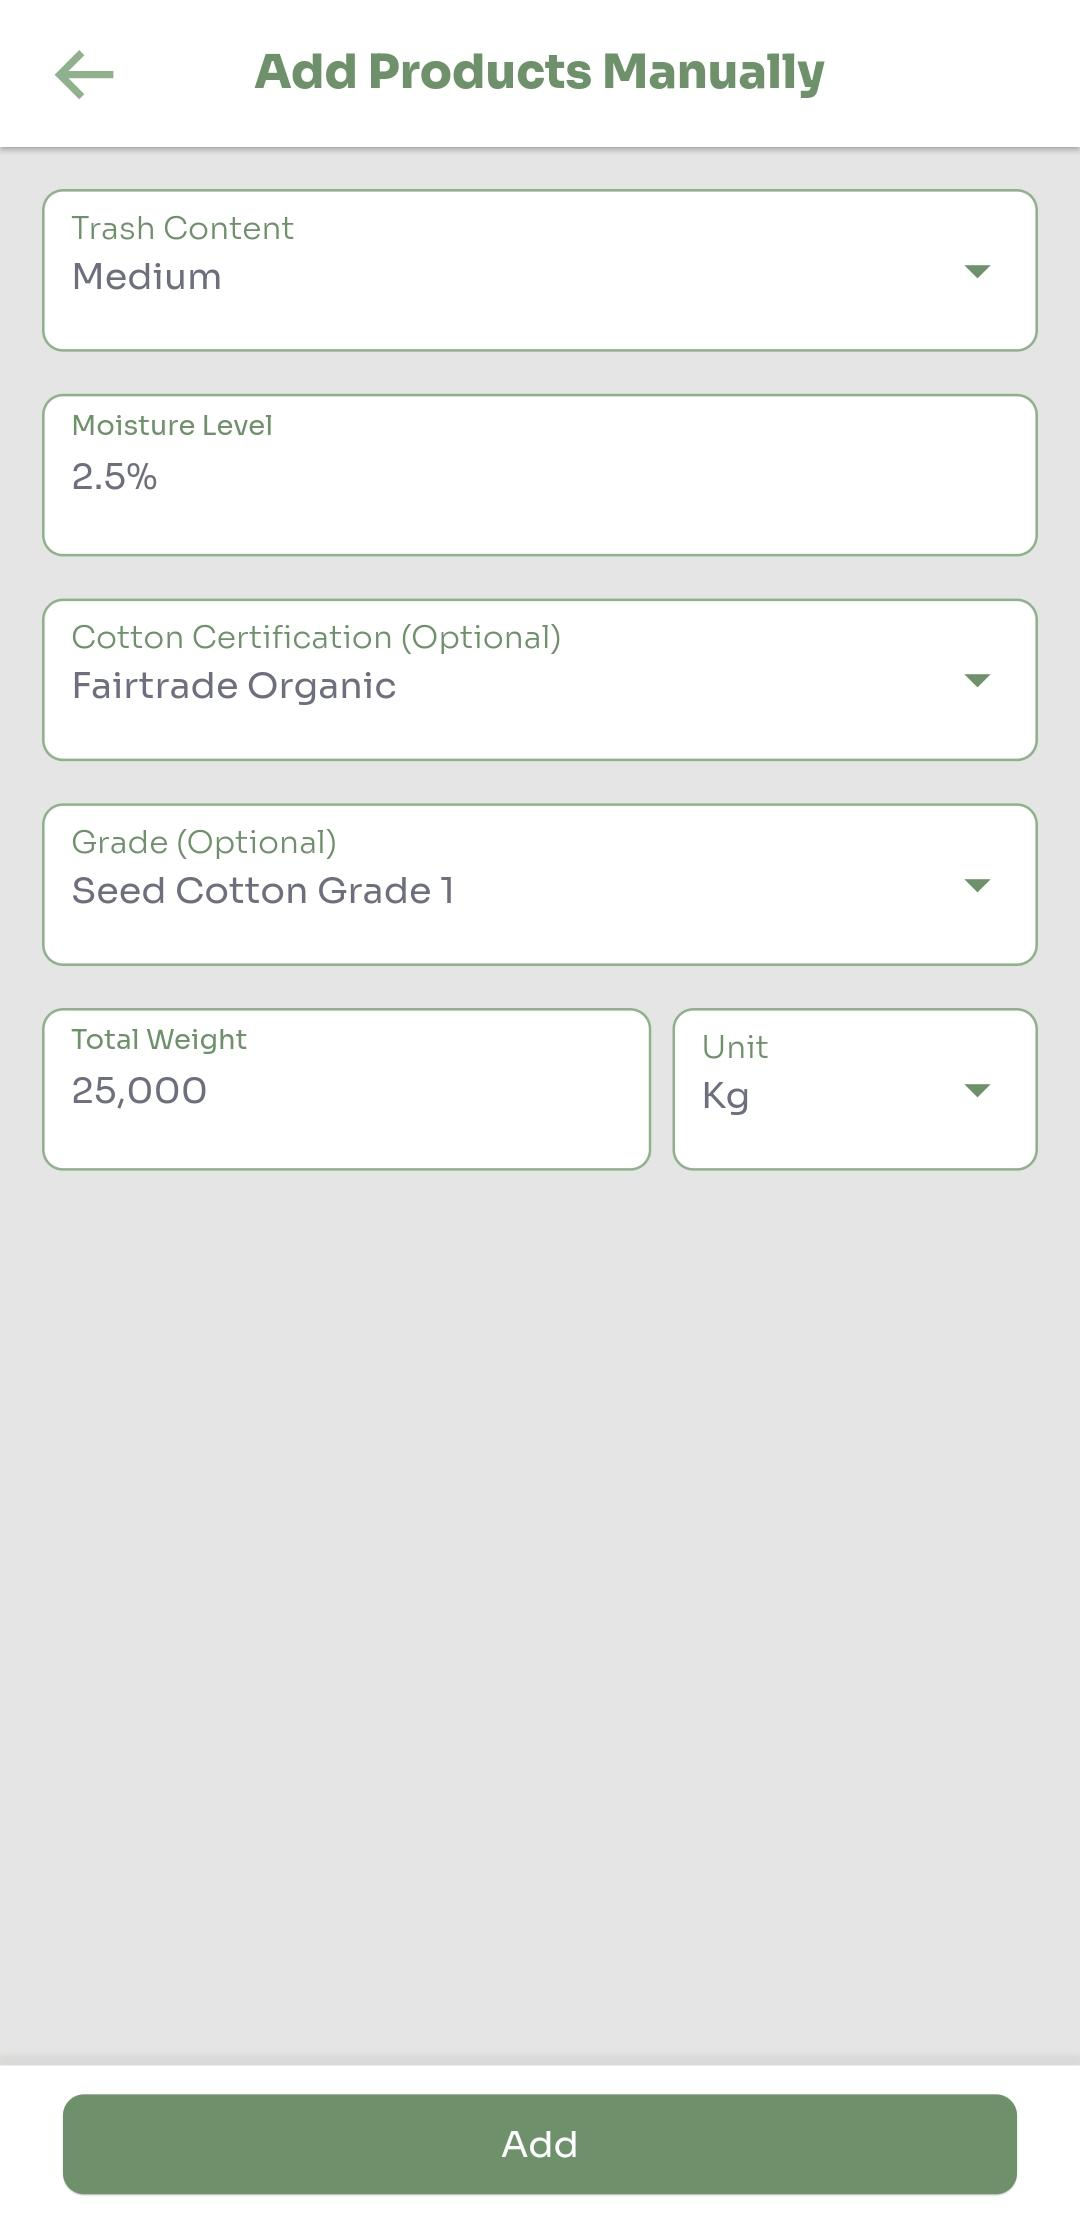 Add Products Manually
Trash Content
Medium
Moisture Level
2.5%
Cotton Certification (Optional)
Fairtrade Organic
Grade (Optional)
Seed Cotton Grade 1
Total Weight
25,000
Unit
Kg
Add